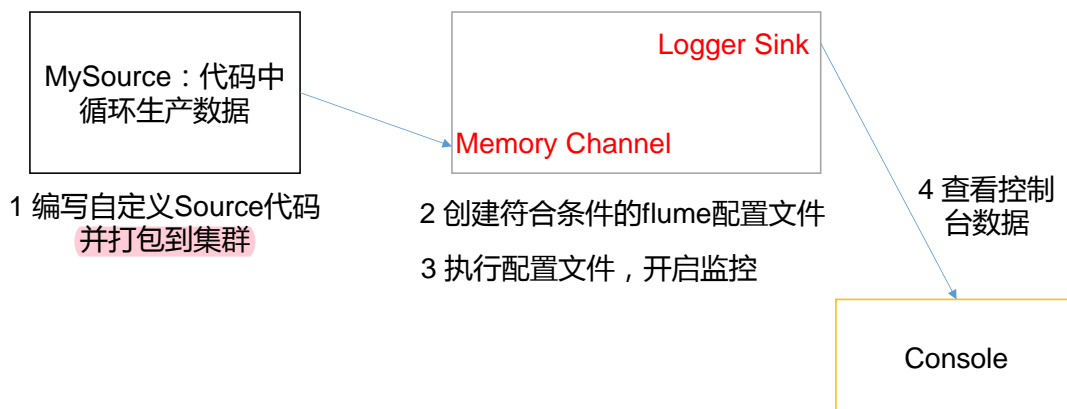 MySource：代码中
循环生产数据
Logger Sink
Memory Channel
1 编写自定义Source代码
并打包到集群
2 创建符合条件的flume配置文件
3 执行配置文件，开启监控
4 查看控制
台数据
Console